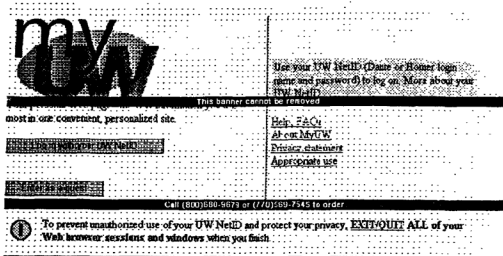 my
UW
Use your UW NetID (Dante or Homer login
name and password) to log on. More about your
UW NetID
This banner cannot be removed
most in one convenient, personalized site.
Help, FAQs
About MyUW
Privacy statement
Appropriate use
UW NetID
Call (800)680-9679 or (770)569-7545 to order
To prevent unauthorized use of your UW NetID and protect your privacy, EXIT/QUIT ALL of your
Web browser sessions and windows when you finish